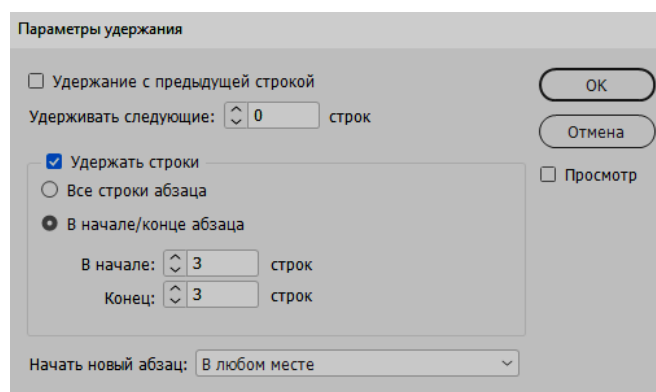 Параметры удержания
Удержание с предыдущей строкой
Удерживать следующие: 0 строк
Удержать строки
Все строки абзаца
В начале/конце абзаца
В начале: 3 строк
Конец: 3 строк
Начать новый абзац: В любом месте
OK
Отмена
Просмотр